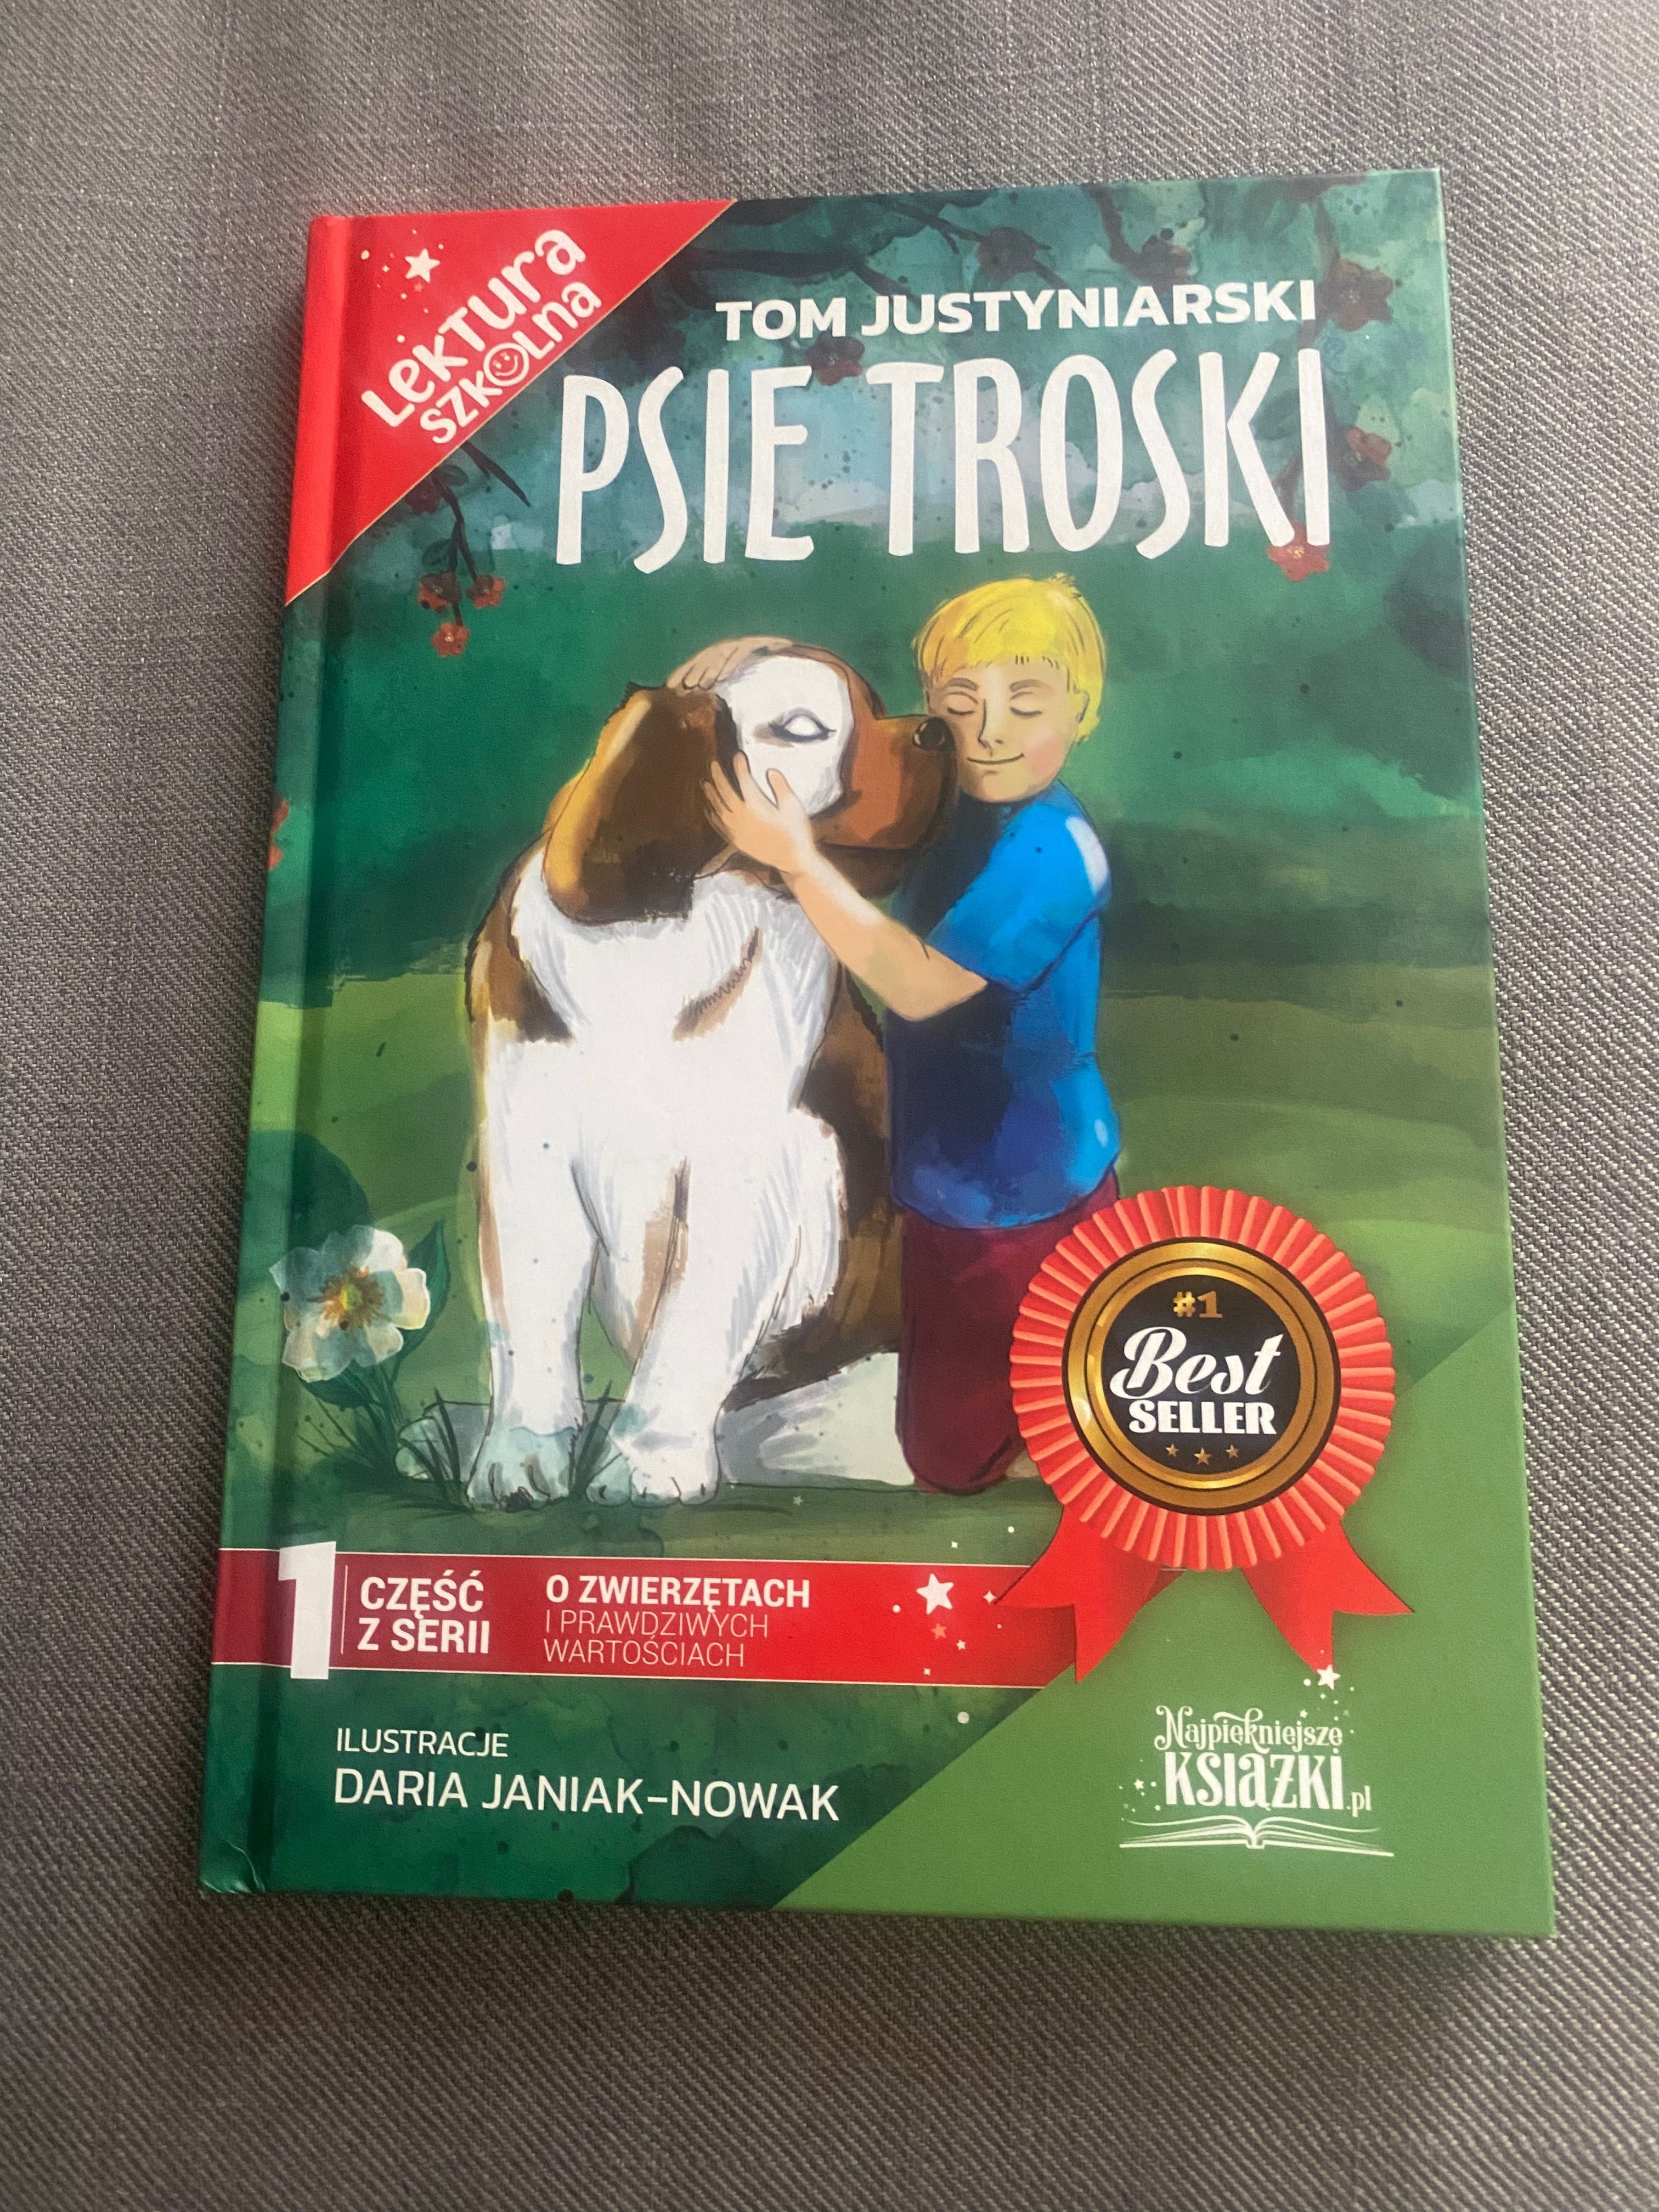 Lektura
szkolna
TOM JUSTYNIARSKI
PSIE TROSKI
#1
Best
SELLER
1
CZĘŚĆ
Z SERII
O ZWIERZĘTACH
I PRAWDZIWYCH
WARTOŚCIACH
ILUSTRACJE
DARIA JANIAK-NOWAK
Najpiękniejsze
KSIĄŻKI.pl